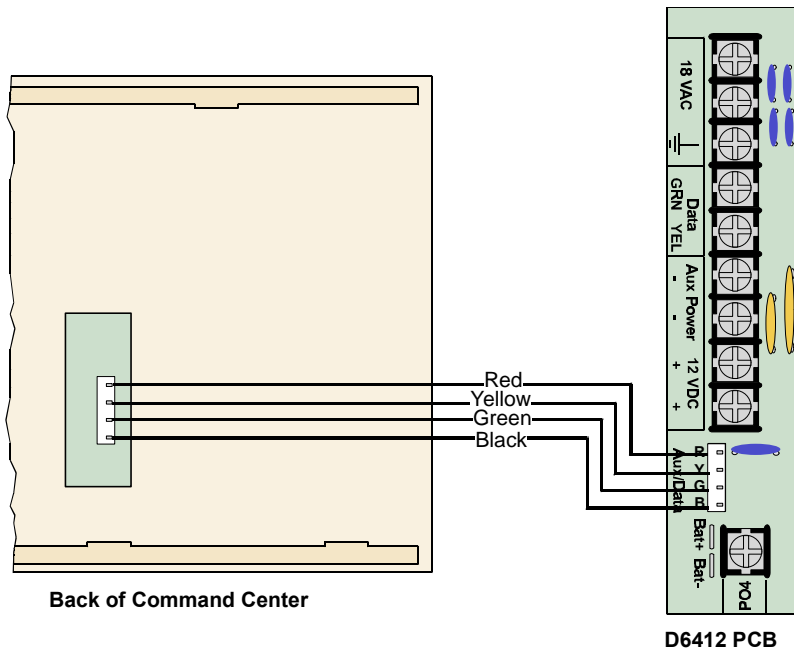 18 VAC
Data
GRN YEL
Aux Power
- -
12 VDC
+ +
Red
Yellow
Green
Black
R
Y
G
B
Aux/Data
Bat+ Bat-
PO4
Back of Command Center
D6412 PCB